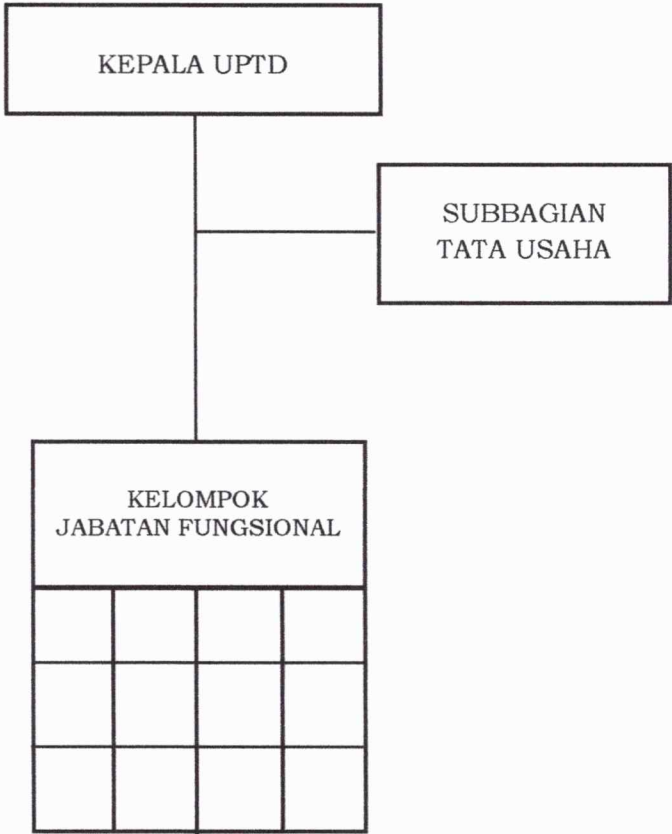 KEPALA UPTD
SUBBAGIAN
TATA USAHA
KELOMPOK
JABATAN FUNGSIONAL